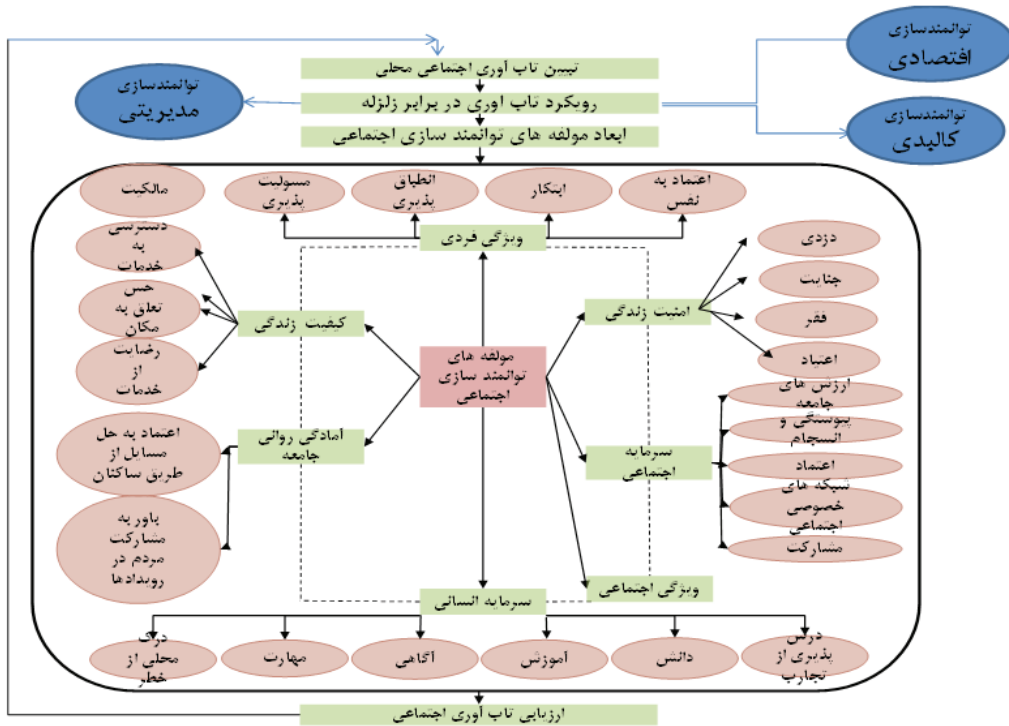 توانمندسازی
اقتصادی
تبیین تاب آوری اجتماعی محلی
توانمندسازی
مدیریتی
رویکرد تاب اوری در برابر زلزله
توانمندسازی
کالبدی
ابعاد مولفه های توانمند سازی اجتماعی
اعتماد به
نفس
ابتکار
انطباق
پذیری
مسولیت
پذیری
مالکیت
ویژگی فردی
دسترسی
به
خدمات
حس
تعلق به
مکان
رضایت
از
خدمات
کیفیت زندگی
امنیت زندگی
دزدی
جنایت
فقر
اعتیاد
مولفه های
توانمند سازی
اجتماعی
ارزش های
جامعه
پیوستگی و
انسجام
اعتماد
شبکه های
خصوصی
اجتماعی
مشارکت
سرمایه
اجتماعی
آمادگی روانی
جامعه
اعتماد به حل
مسایل از
طریق ساکنان
باور به
مشارکت
مردم در
رویدادها
ویژگی اجتماعی
سرمایه انسانی
درس
پذیری از
تجارب
دانش
آموزش
آگاهی
مهارت
درک
محلی از
خطر
ارزیابی تاب آوری اجتماعی